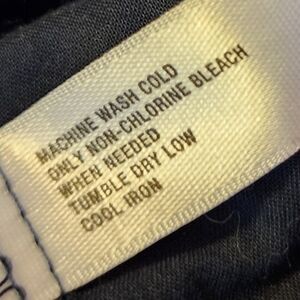 MACHINE WASH COLD
ONLY NON-CHLORINE BLEACH
WHEN NEEDED
TUMBLE DRY LOW
COOL IRON